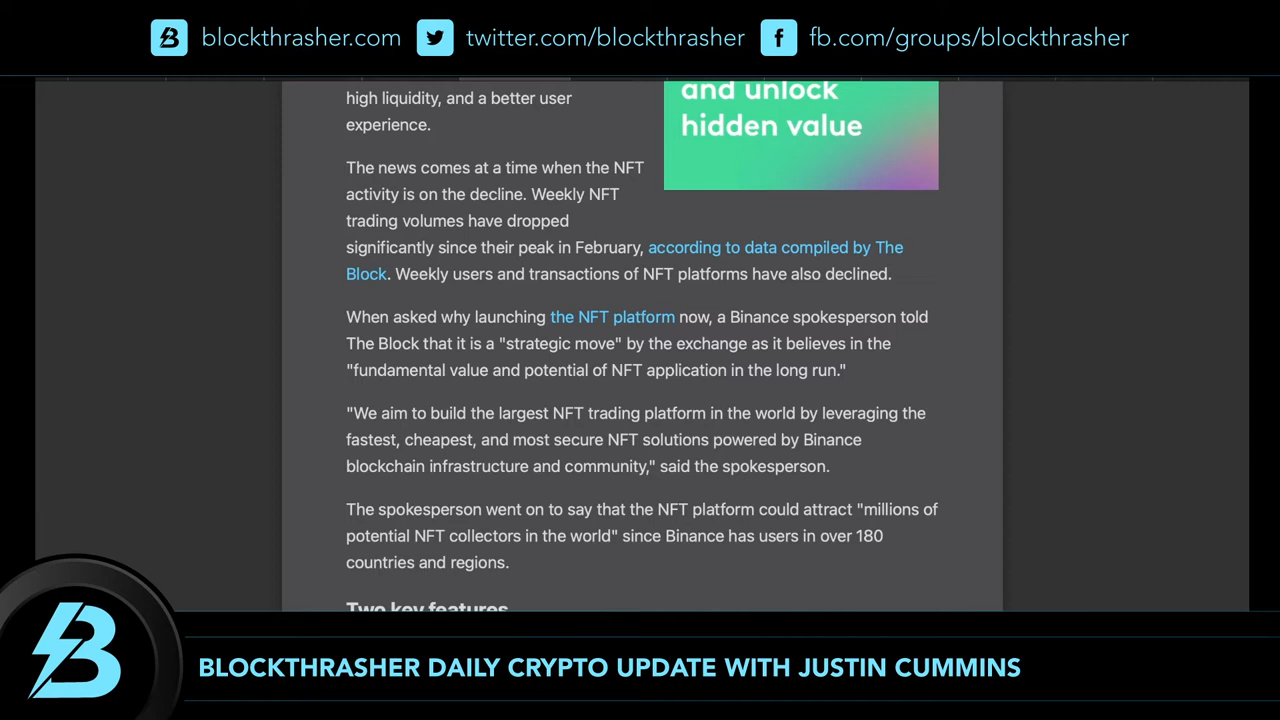 blockthrasher.com
twitter.com/blockthrasher
fb.com/groups/blockthrasher
and unlock
hidden value
high liquidity, and a better user
experience.
The news comes at a time when the NFT
activity is on the decline. Weekly NFT
trading volumes have dropped
significantly since their peak in February, according to data compiled by The
Block. Weekly users and transactions of NFT platforms have also declined.
When asked why launching the NFT platform now, a Binance spokesperson told
The Block that it is a "strategic move" by the exchange as it believes in the
"fundamental value and potential of NFT application in the long run."
"We aim to build the largest NFT trading platform in the world by leveraging the
fastest, cheapest, and most secure NFT solutions powered by Binance
blockchain infrastructure and community," said the spokesperson.
The spokesperson went on to say that the NFT platform could attract "millions of
potential NFT collectors in the world" since Binance has users in over 180
countries and regions.
Two key features
BLOCKTHRASHER DAILY CRYPTO UPDATE WITH JUSTIN CUMMINS